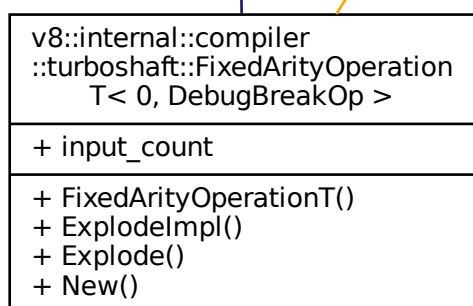 v8::internal::compiler
::turboshaft::FixedArityOperation
T< 0, DebugBreakOp >
+ input_count
+ FixedArityOperationT()
+ ExplodeImpl()
+ Explode()
+ New()